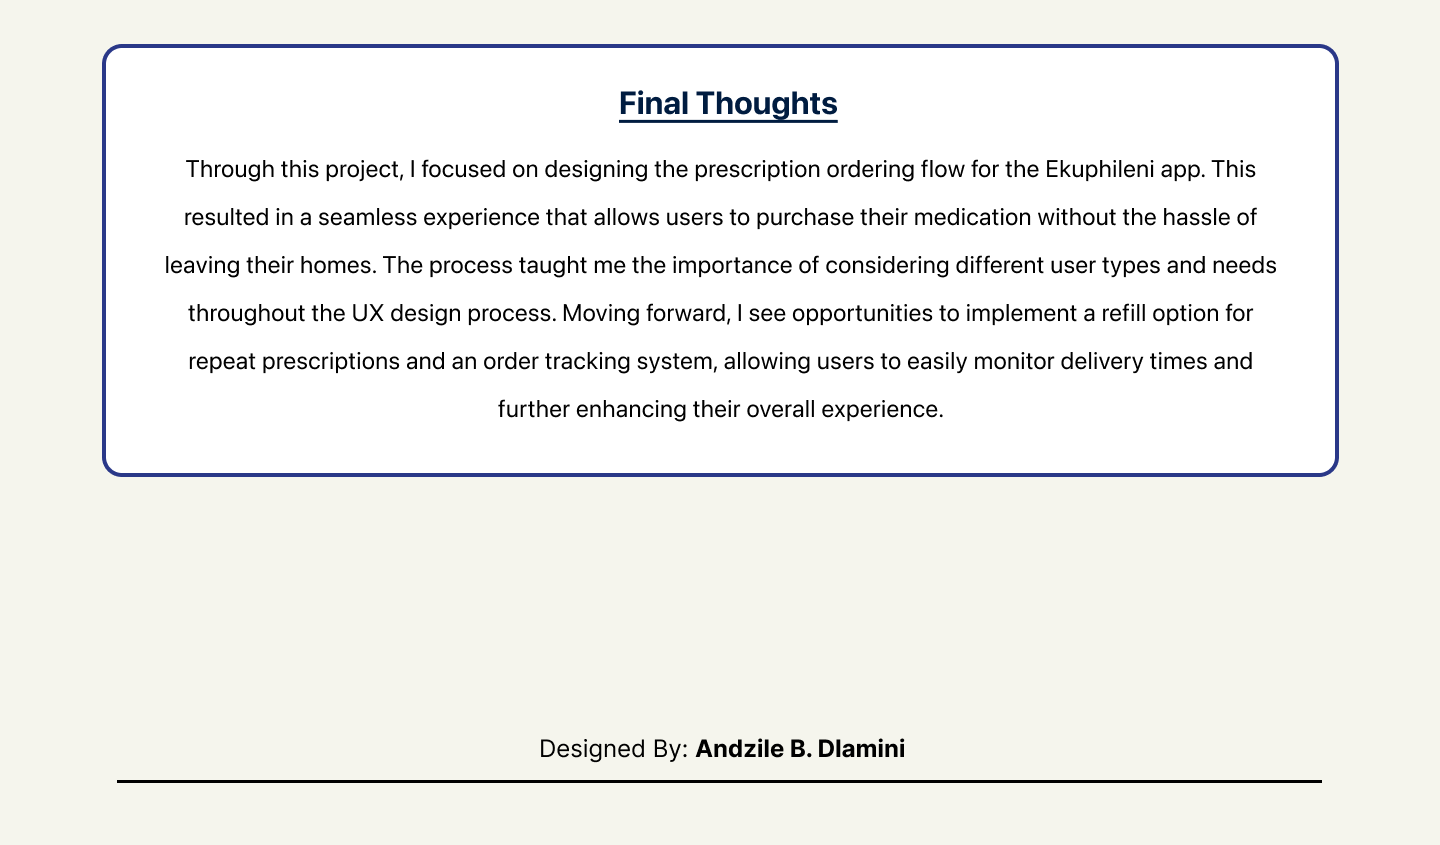 Final Thoughts
Through this project, I focused on designing the prescription ordering flow for the Ekuphileni app. This
resulted in a seamless experience that allows users to purchase their medication without the hassle of
leaving their homes. The process taught me the importance of considering different user types and needs
throughout the UX design process. Moving forward, I see opportunities to implement a refill option for
repeat prescriptions and an order tracking system, allowing users to easily monitor delivery times and
further enhancing their overall experience.
Designed By: Andzile B. Dlamini